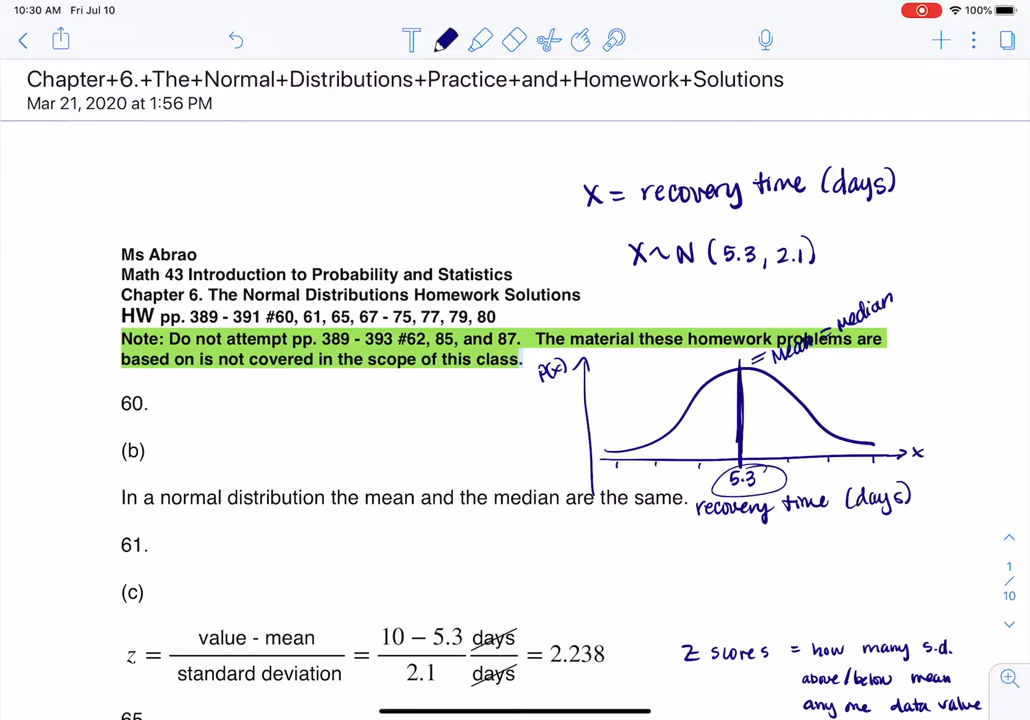 10:30 AM Fri Jul 10
100%
T
Chapter+6.+The+Normal+Distributions+Practice+and+Homework+Solutions
Mar 21, 2020 at 1:56 PM
X = recovery time (days)
X~N (5.3, 2.1)
Ms Abrao
Math 43 Introduction to Probability and Statistics
Chapter 6. The Normal Distributions Homework Solutions
HW pp. 389 - 391 #60, 61, 65, 67 - 75, 77, 79, 80
Note: Do not attempt pp. 389 - 393 #62, 85, and 87. The material these homework problems are
based on is not covered in the scope of this class.
= mean = median
P(x)
x
5.3
recovery time (days)
60.
(b)
In a normal distribution the mean and the median are the same.
61.
(c)
z = value - mean / standard deviation = 10 − 5.3 days / 2.1 days = 2.238
Z scores = how many s.d.
above/below mean
any one data value
65.
1
/
10